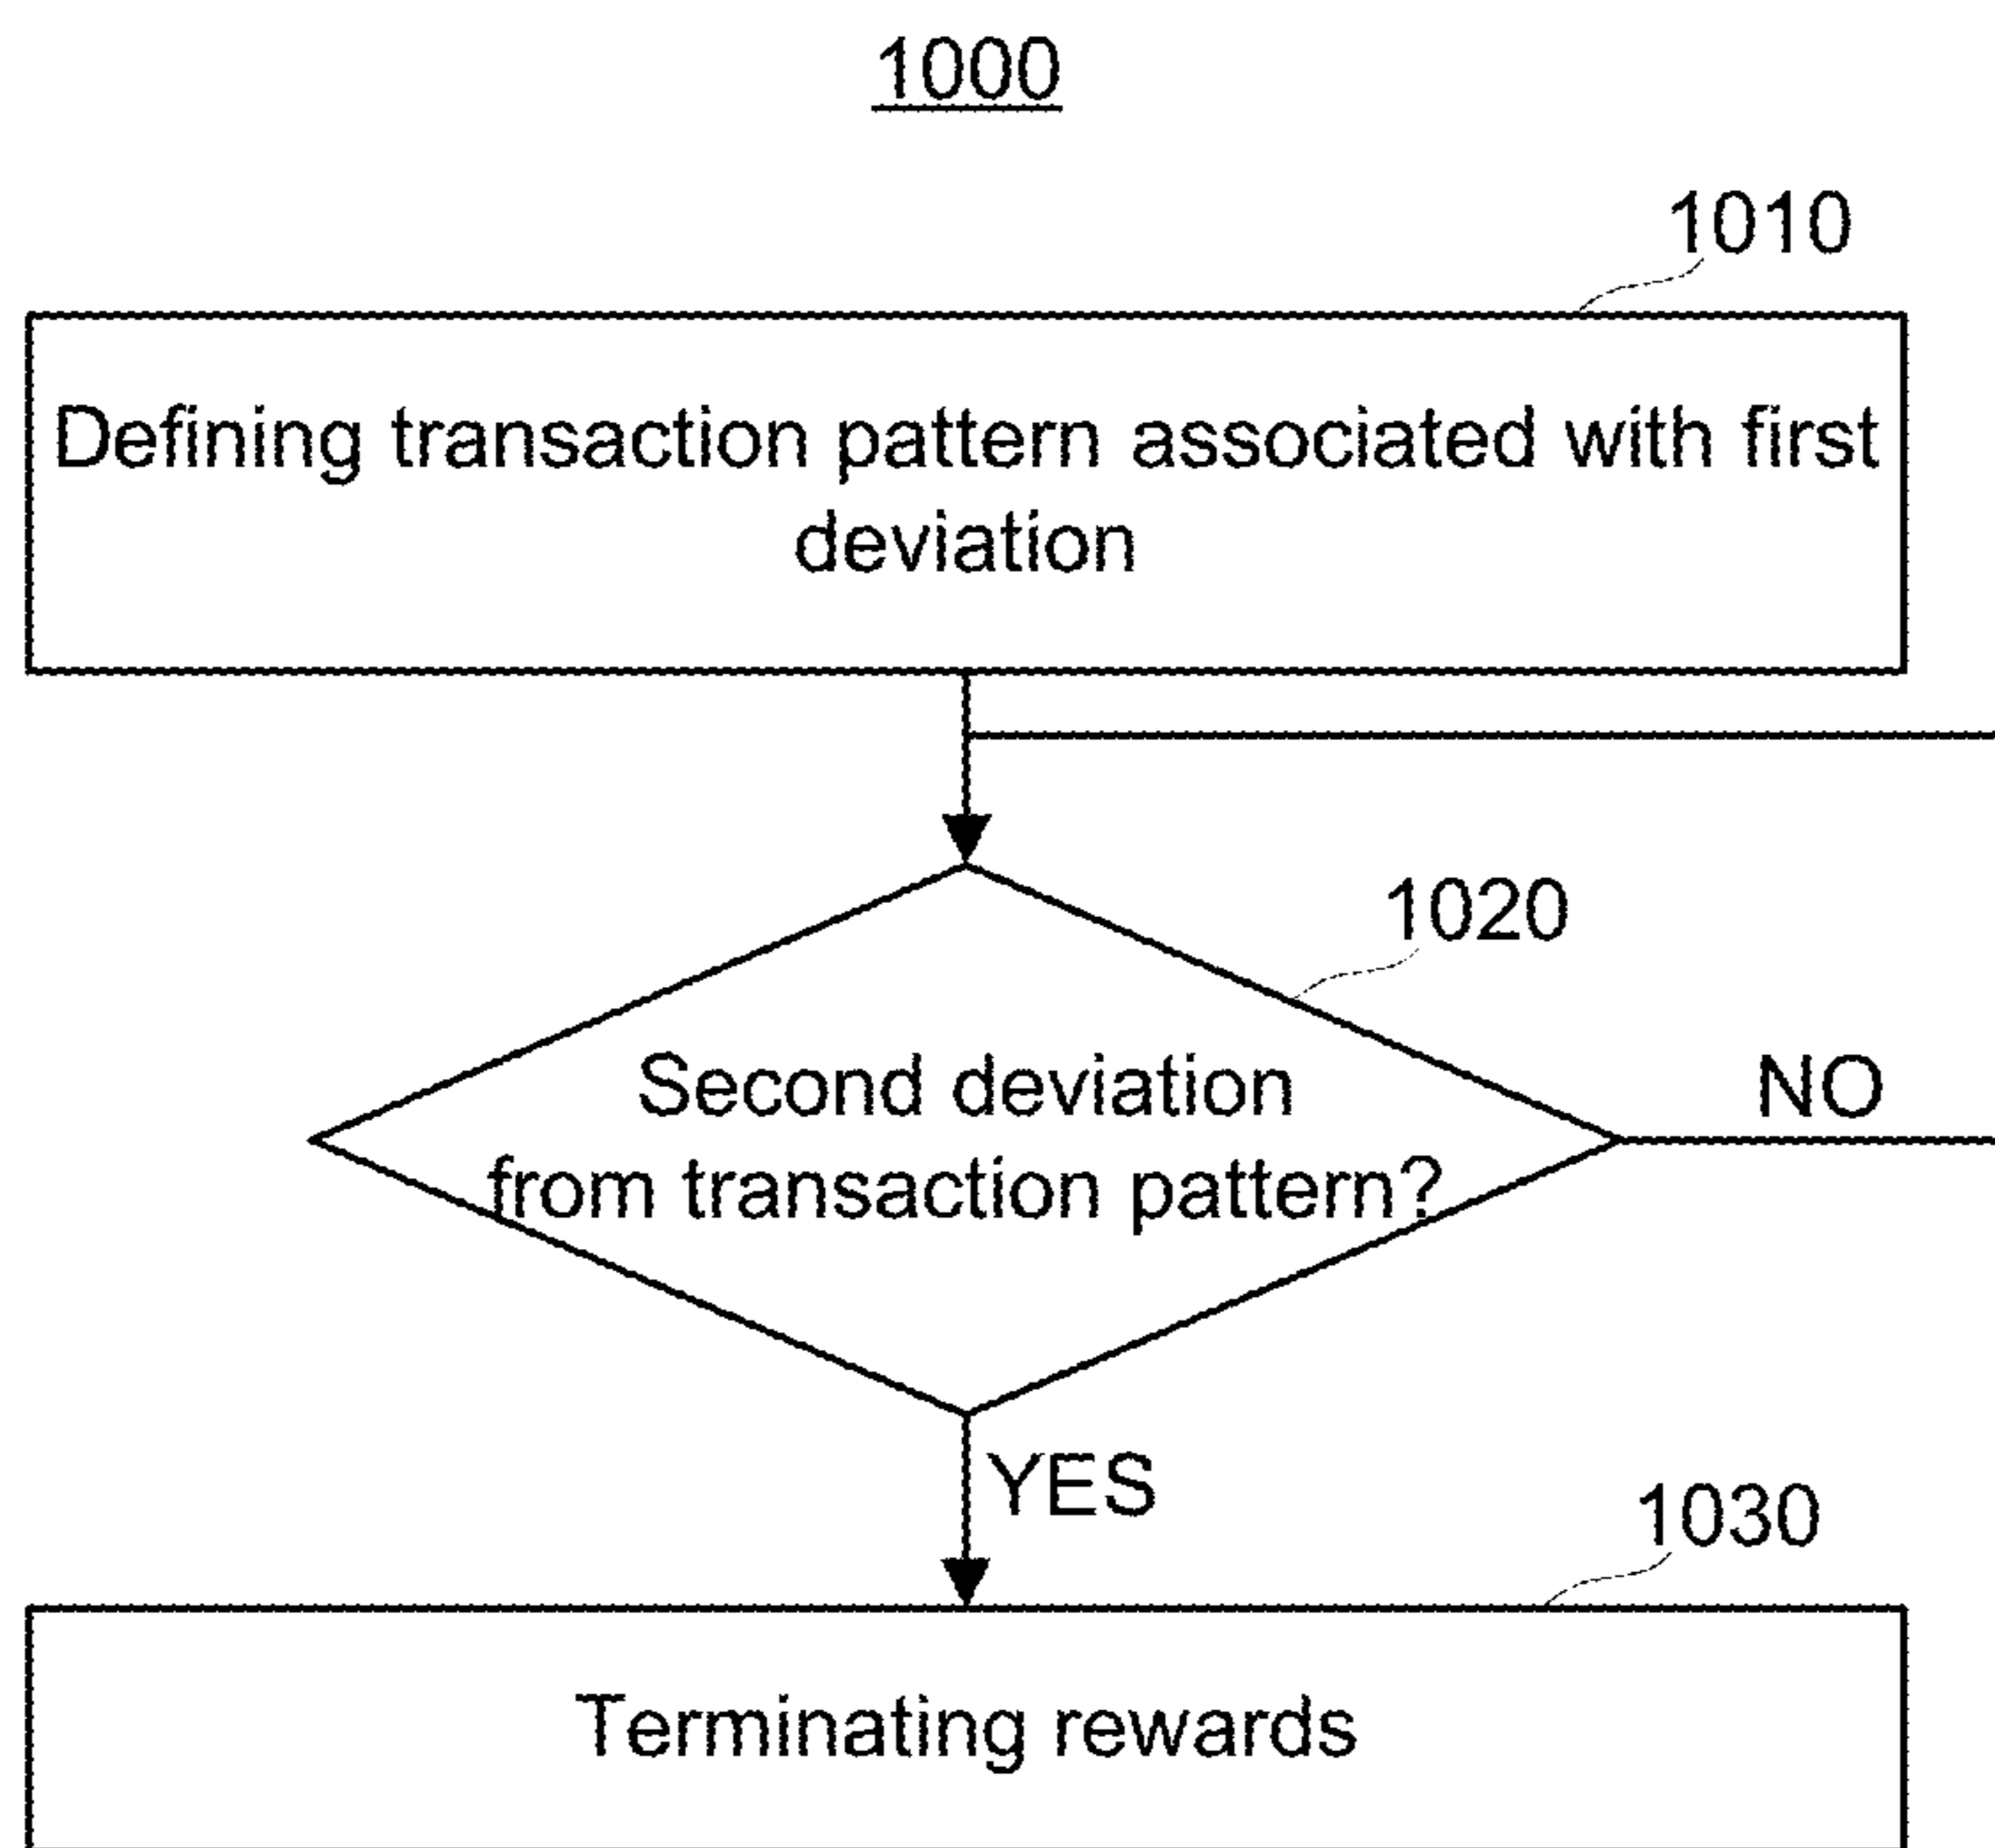 1000
1010
Defining transaction pattern associated with first
deviation
1020
Second deviation
from transaction pattern?
NO
YES
1030
Terminating rewards